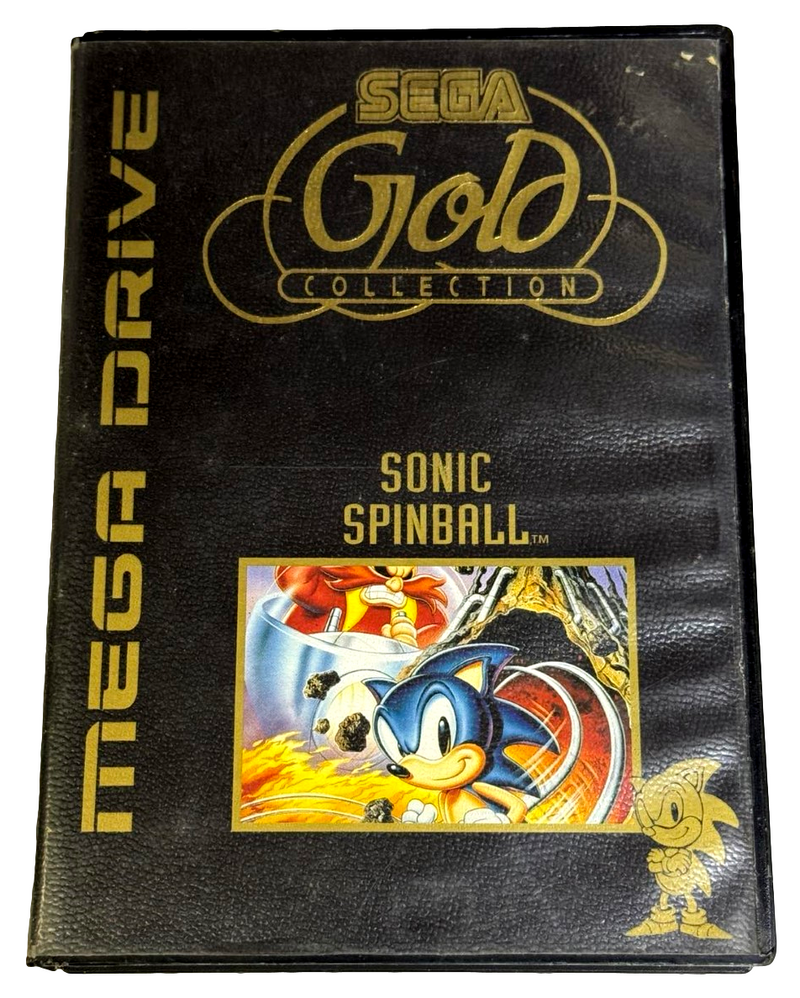 SEGA
Gold
COLLECTION
MEGA DRIVE
SONIC
SPINBALL™